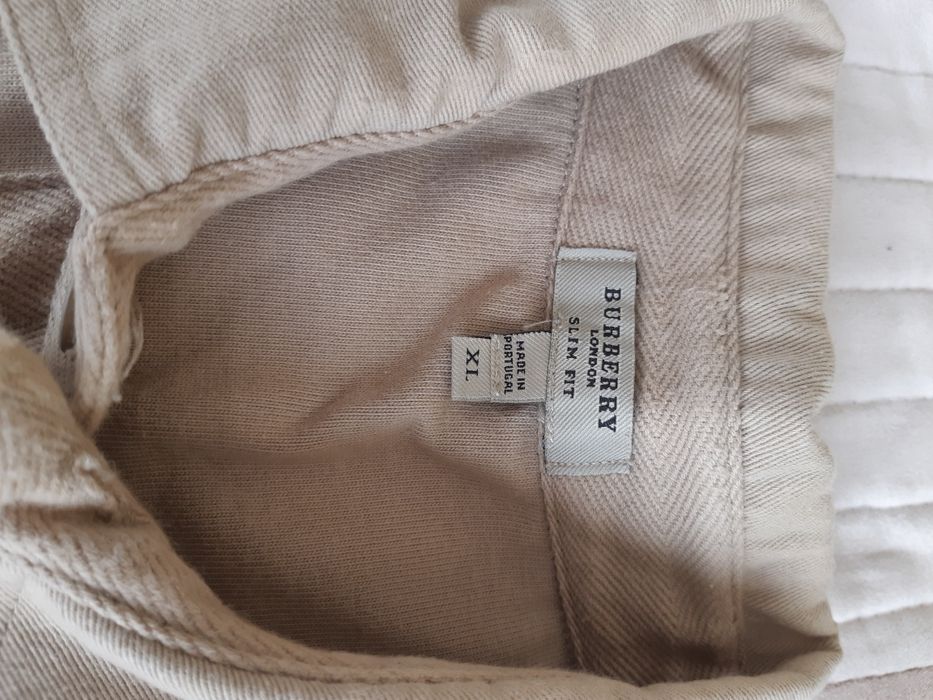 BURBERRY
LONDON
SLIM FIT
MADE IN
PORTUGAL
XL